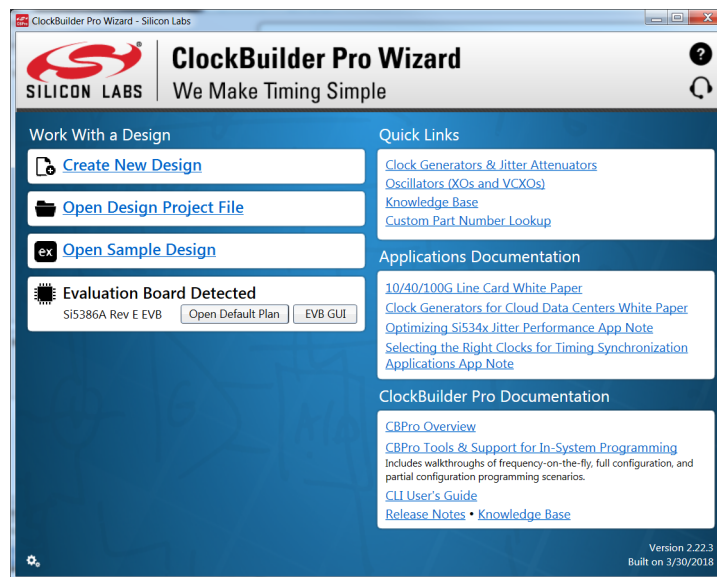 ClockBuilder Pro Wizard - Silicon Labs
SILICON LABS
ClockBuilder Pro Wizard
We Make Timing Simple
Work With a Design
Create New Design
Open Design Project File
ex Open Sample Design
Evaluation Board Detected
Si5386A Rev E EVB Open Default Plan EVB GUI
Quick Links
Clock Generators & Jitter Attenuators
Oscillators (XOs and VCXOs)
Knowledge Base
Custom Part Number Lookup
Applications Documentation
10/40/100G Line Card White Paper
Clock Generators for Cloud Data Centers White Paper
Optimizing Si534x Jitter Performance App Note
Selecting the Right Clocks for Timing Synchronization
Applications App Note
ClockBuilder Pro Documentation
CBPro Overview
CBPro Tools & Support for In-System Programming
Includes walkthroughs of frequency-on-the-fly, full configuration, and
partial configuration programming scenarios.
CLI User's Guide
Release Notes • Knowledge Base
Version 2.22.3
Built on 3/30/2018